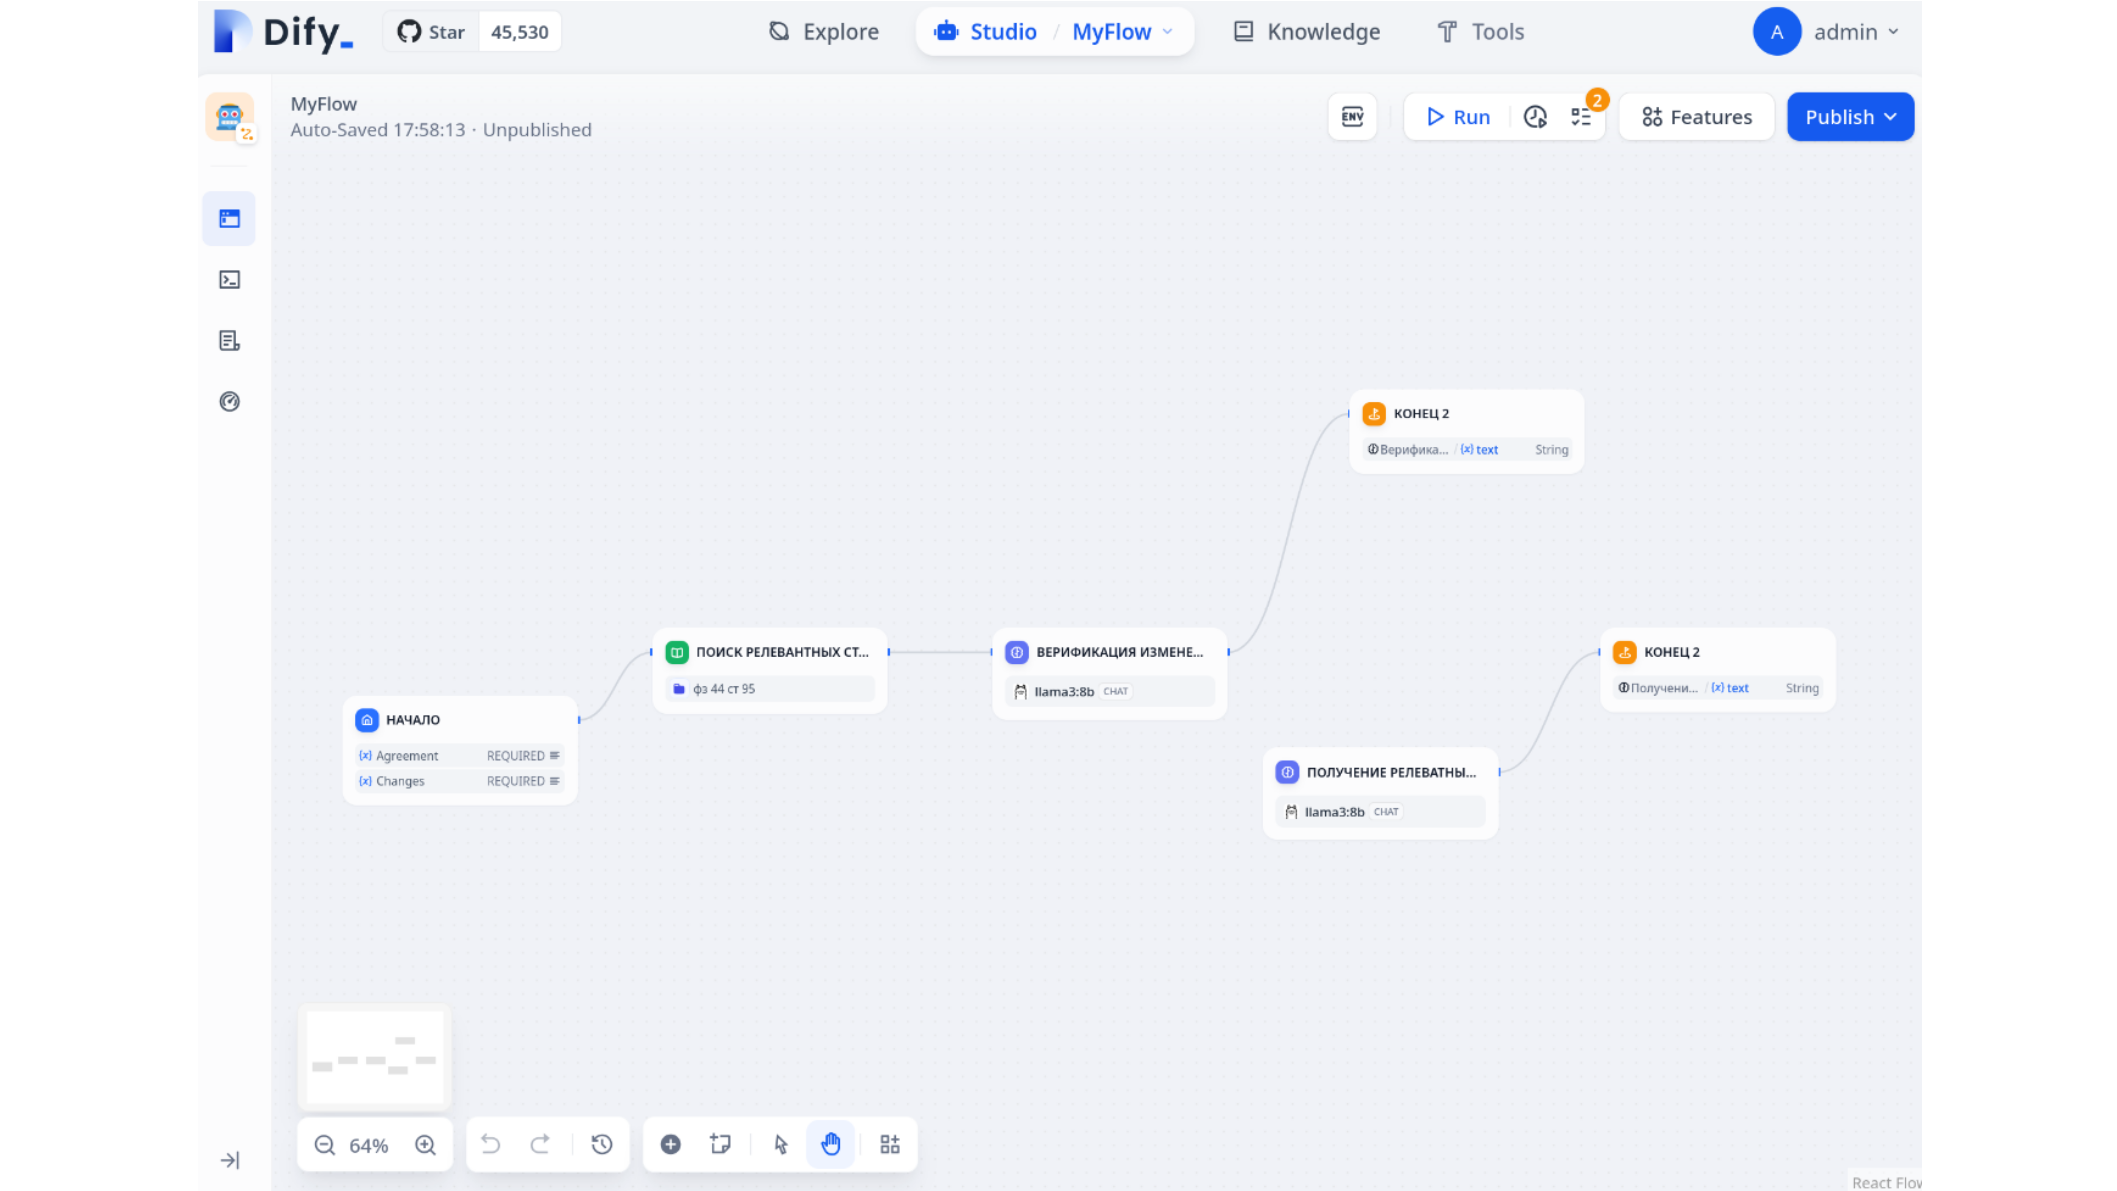 Dify_
Star 45,530
Explore
Studio / MyFlow
Knowledge
Tools
A admin
MyFlow
Auto-Saved 17:58:13 · Unpublished
ENV
Run
2
Features
Publish
КОНЕЦ 2
Верифика... / {x} text String
ПОИСК РЕЛЕВАНТНЫХ СТ...
фз 44 ст 95
ВЕРИФИКАЦИЯ ИЗМЕНЕ...
llama3:8b CHAT
КОНЕЦ 2
Получени... / {x} text String
НАЧАЛО
{x} Agreement REQUIRED
{x} Changes REQUIRED
ПОЛУЧЕНИЕ РЕЛЕВАТНЫ...
llama3:8b CHAT
64%
React Flow